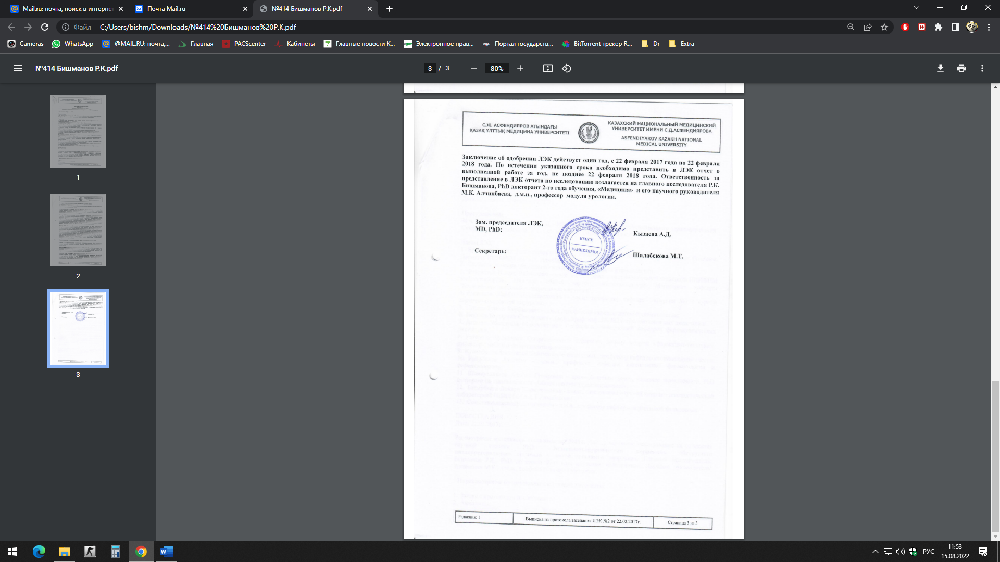 Mail.ru: почта, поиск в интернет
Почта Mail.ru
№414 Бишманов Р.К.pdf
Файл
C:/Users/bishm/Downloads/№414%20Бишманов%20Р.К.pdf
Cameras
WhatsApp
@MAIL.RU: почта,...
Главная
PACScenter
Кабинеты
Главные новости К...
Электронное прав...
Портал государств...
BitTorrent трекер R...
Dr
Extra
№414 Бишманов Р.К.pdf
3 / 3
80%
1
2
3
С.Ж. АСФЕНДИЯРОВ АТЫНДАҒЫ
ҚАЗАҚ ҰЛТТЫҚ МЕДИЦИНА УНИВЕРСИТЕТІ
КАЗАХСКИЙ НАЦИОНАЛЬНЫЙ МЕДИЦИНСКИЙ
УНИВЕРСИТЕТ ИМЕНИ С.Д.АСФЕНДИЯРОВА
ASFENDIYAROV KAZAKH NATIONAL
MEDICAL UNIVERSITY
Заключение об одобрении ЛЭК действует один год, с 22 февраля 2017 года по 22 февраля
2018 года. По истечении указанного срока необходимо представить в ЛЭК отчет о
выполненной работе за год, не позднее 22 февраля 2018 года. Ответственность за
представление в ЛЭК отчета по исследованию возлагается на главного исследователя Р.К.
Бишманова, PhD докторант 2-го года обучения, «Медицина» и его научного руководителя
М.К. Алчинбаева, д.м.н., профессор модуля урологии.
Зам. председателя ЛЭК,
MD, PhD:
Кызаева А.Д.
КЕҢСЕ
КАНЦЕЛЯРИЯ
Секретарь:
Шалабекова М.Т.
Редакция: 1
Выписка из протокола заседания ЛЭК №2 от 22.02.2017г.
Страница 3 из 3
РУС
11:53
15.08.2022